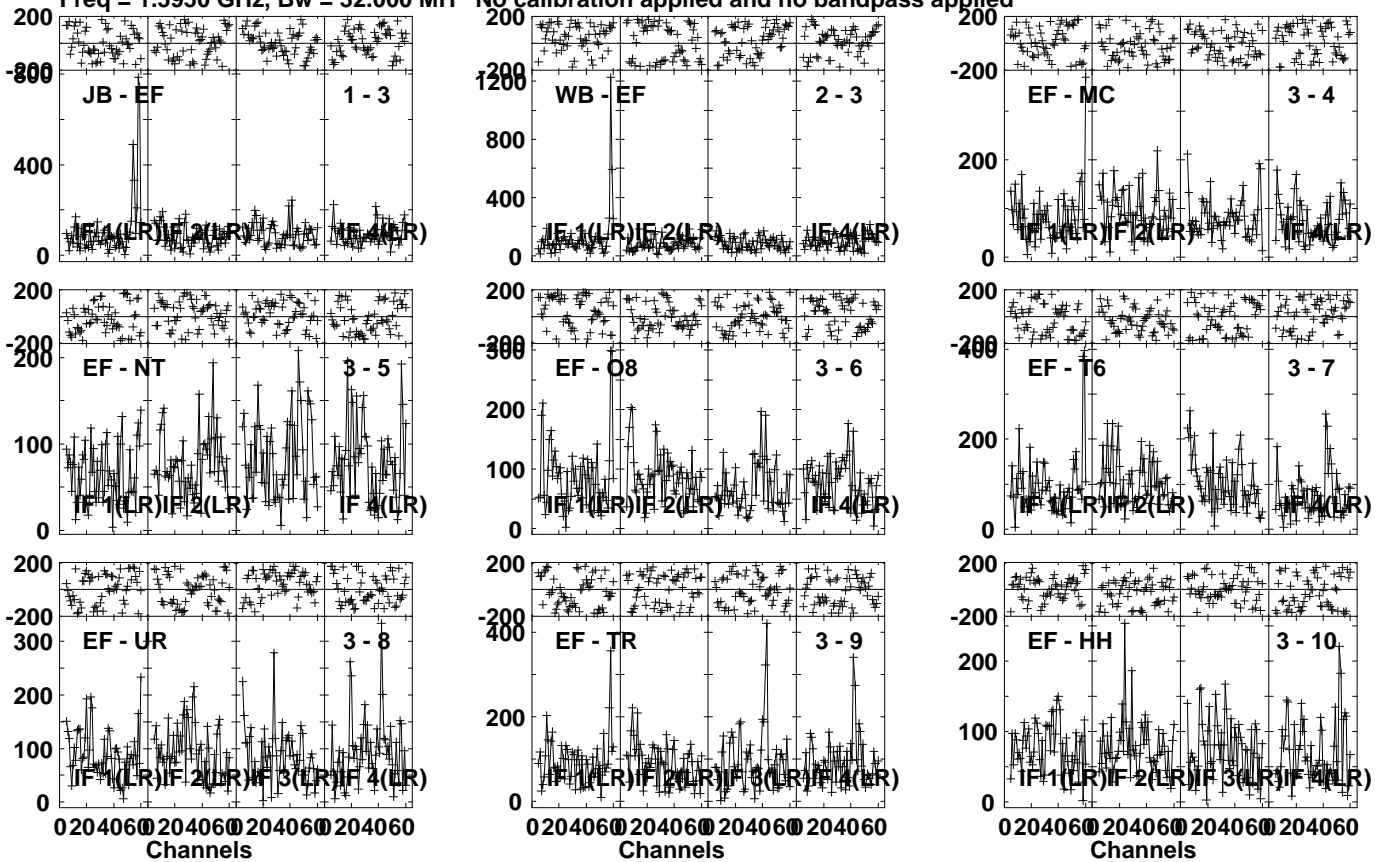 Freq = 1.5950 GHz, Bw = 32.000 MH No calibration applied and no bandpass applied
200
-200
800
400
0
JB - EF 1 - 3
IF 1(LR) IF 2(LR) IF 4(LR)
200
-200
1200
800
400
0
WB - EF 2 - 3
IF 1(LR) IF 2(LR) IF 4(LR)
200
-200
200
0
EF - MC 3 - 4
IF 1(LR) IF 2(LR) IF 4(LR)
200
-200
200
100
0
EF - NT 3 - 5
IF 1(LR) IF 2(LR) IF 4(LR)
200
-200
300
200
100
0
EF - O8 3 - 6
IF 1(LR) IF 2(LR) IF 4(LR)
200
-200
400
200
0
EF - T6 3 - 7
IF 1(LR) IF 2(LR) IF 4(LR)
200
-200
300
200
100
0
EF - UR 3 - 8
IF 1(LR) IF 2(LR) IF 3(LR) IF 4(LR)
0 20 40 60 0 20 40 60 0 20 40 60 0 20 40 60
Channels
200
-200
400
200
0
EF - TR 3 - 9
IF 1(LR) IF 2(LR) IF 3(LR) IF 4(LR)
0 20 40 60 0 20 40 60 0 20 40 60 0 20 40 60
Channels
200
-200
200
100
0
EF - HH 3 - 10
IF 1(LR) IF 2(LR) IF 3(LR) IF 4(LR)
0 20 40 60 0 20 40 60 0 20 40 60 0 20 40 60
Channels